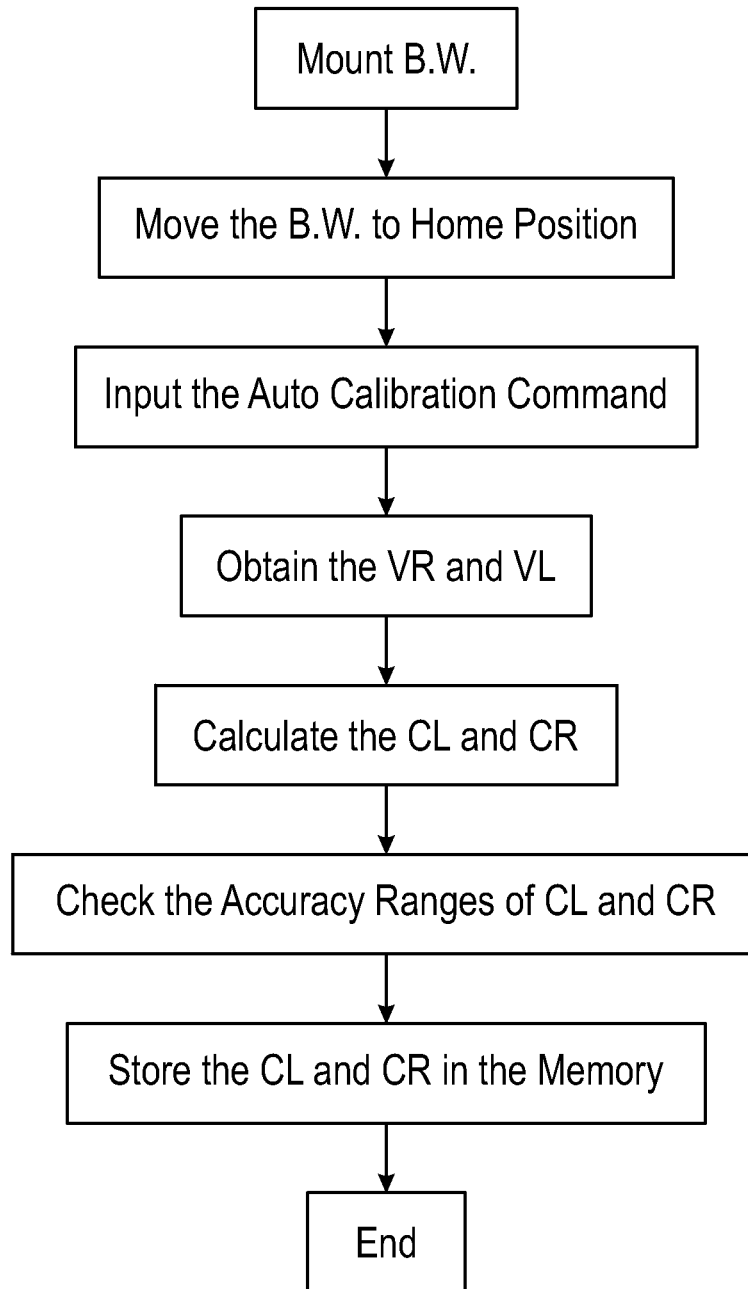 Mount B.W.
Move the B.W. to Home Position
Input the Auto Calibration Command
Obtain the VR and VL
Calculate the CL and CR
Check the Accuracy Ranges of CL and CR
Store the CL and CR in the Memory
End